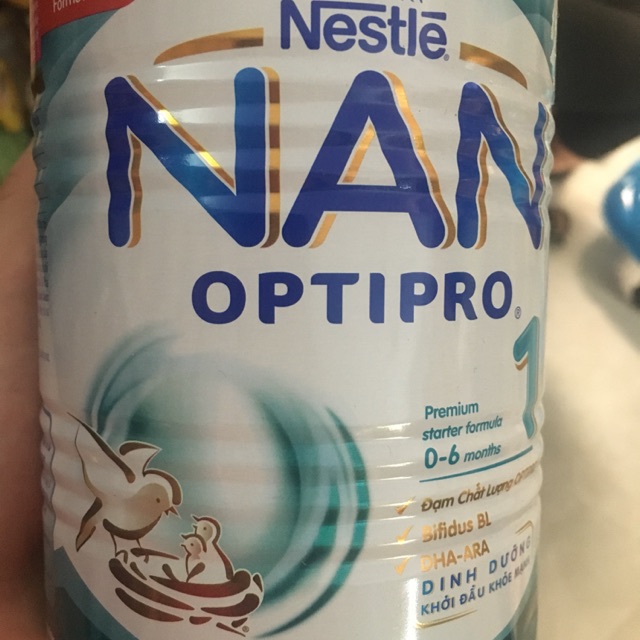 Nestlé
NAN
OPTIPRO®
1
Premium
starter formula
0-6 months
Đạm Chất Lượng
Bifidus BL
DHA-ARA
DINH DƯỠNG
KHỞI ĐẦU KHỎE MẠNH